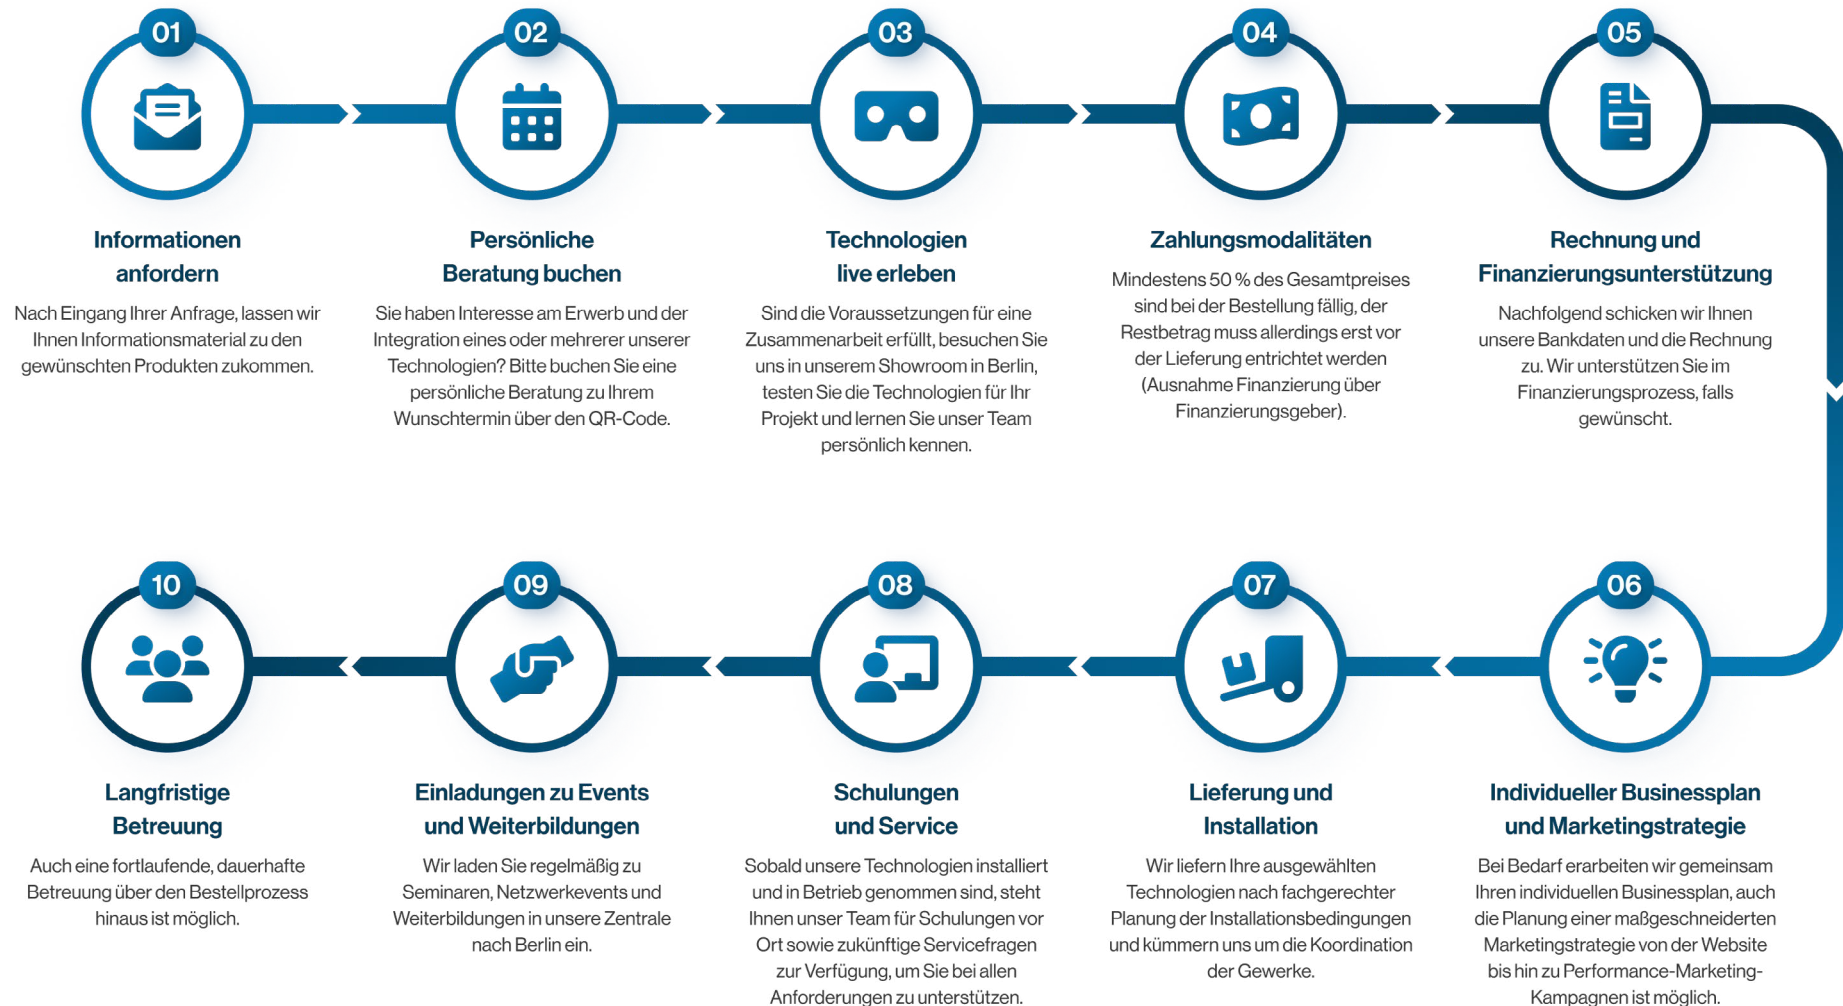 01
Informationen
anfordern
Nach Eingang Ihrer Anfrage, lassen wir
Ihnen Informationsmaterial zu den
gewünschten Produkten zukommen.
02
Persönliche
Beratung buchen
Sie haben Interesse am Erwerb und der
Integration eines oder mehrerer unserer
Technologien? Bitte buchen Sie eine
persönliche Beratung zu Ihrem
Wunschtermin über den QR-Code.
03
Technologien
live erleben
Sind die Voraussetzungen für eine
Zusammenarbeit erfüllt, besuchen Sie
uns in unserem Showroom in Berlin,
testen Sie die Technologien für Ihr
Projekt und lernen Sie unser Team
persönlich kennen.
04
Zahlungsmodalitäten
Mindestens 50 % des Gesamtpreises
sind bei der Bestellung fällig, der
Restbetrag muss allerdings erst vor
der Lieferung entrichtet werden
(Ausnahme Finanzierung über
Finanzierungsgeber).
05
Rechnung und
Finanzierungsunterstützung
Nachfolgend schicken wir Ihnen
unsere Bankdaten und die Rechnung
zu. Wir unterstützen Sie im
Finanzierungsprozess, falls
gewünscht.
06
Individueller Businessplan
und Marketingstrategie
Bei Bedarf erarbeiten wir gemeinsam
Ihren individuellen Businessplan, auch
die Planung einer maßgeschneiderten
Marketingstrategie von der Website
bis hin zu Performance-Marketing-
Kampagnen ist möglich.
07
Lieferung und
Installation
Wir liefern Ihre ausgewählten
Technologien nach fachgerechter
Planung der Installationsbedingungen
und kümmern uns um die Koordination
der Gewerke.
08
Schulungen
und Service
Sobald unsere Technologien installiert
und in Betrieb genommen sind, steht
Ihnen unser Team für Schulungen vor
Ort sowie zukünftige Servicefragen
zur Verfügung, um Sie bei allen
Anforderungen zu unterstützen.
09
Einladungen zu Events
und Weiterbildungen
Wir laden Sie regelmäßig zu
Seminaren, Netzwerkevents und
Weiterbildungen in unsere Zentrale
nach Berlin ein.
10
Langfristige
Betreuung
Auch eine fortlaufende, dauerhafte
Betreuung über den Bestellprozess
hinaus ist möglich.